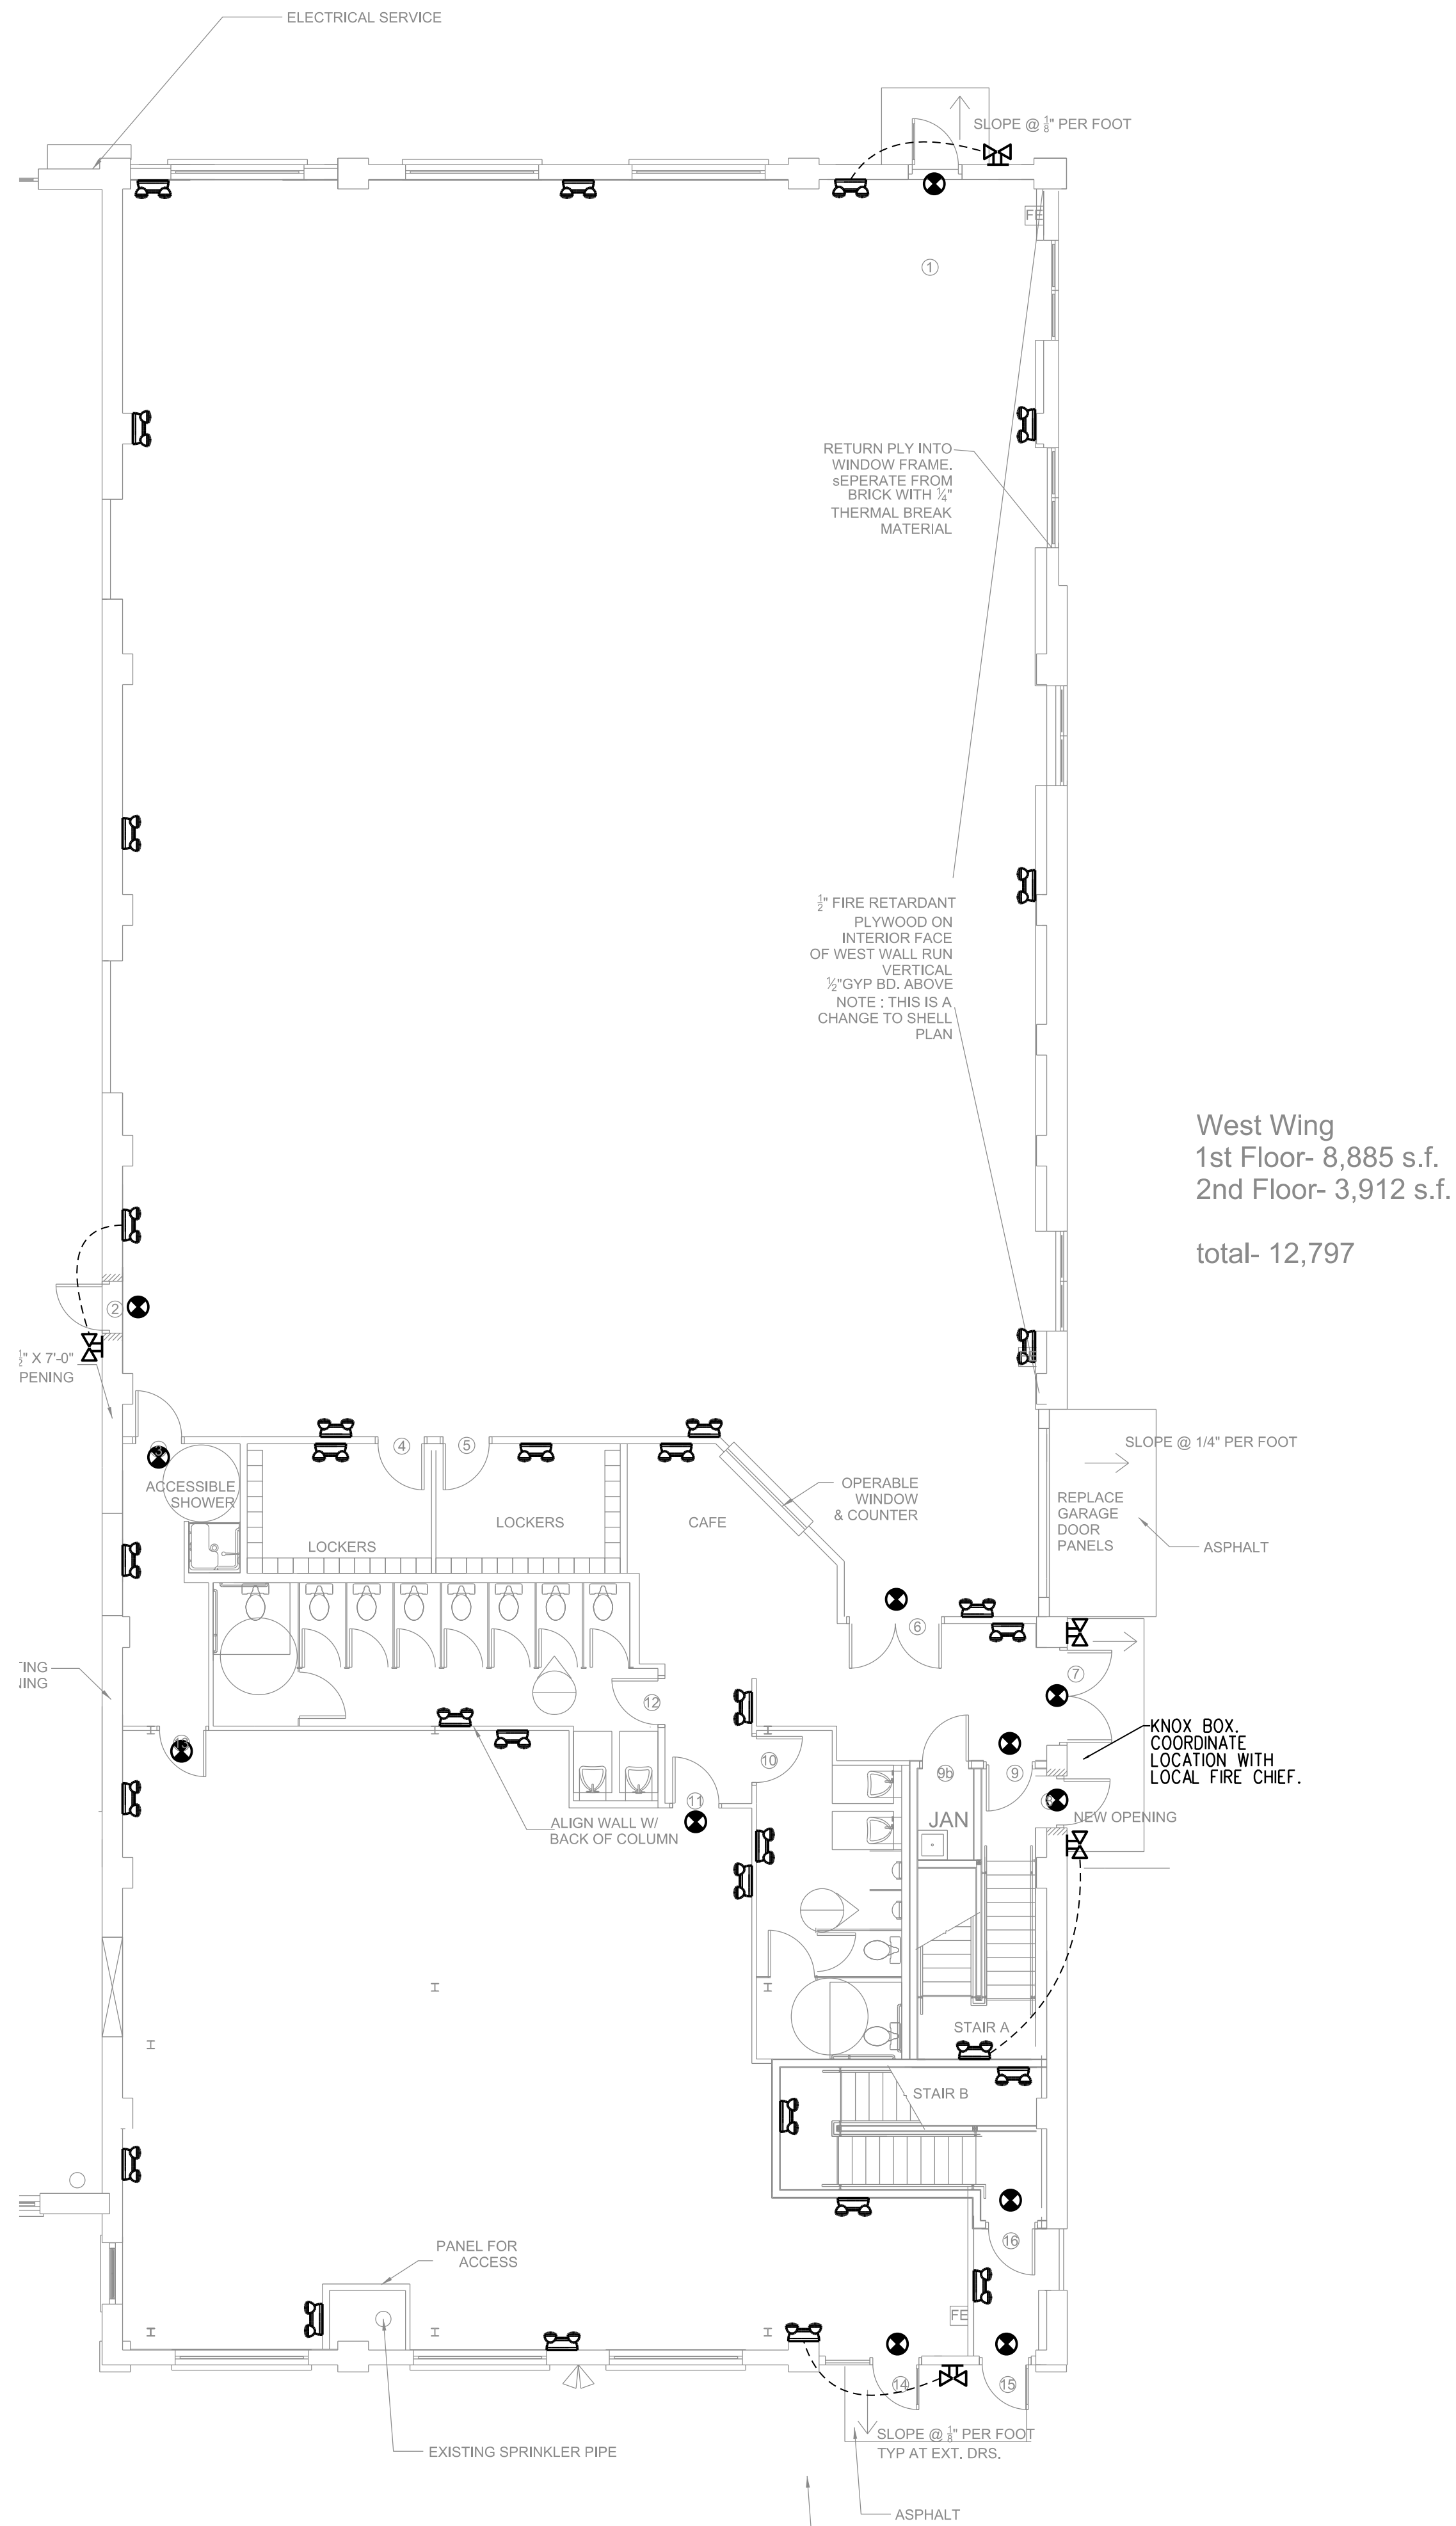 ELECTRICAL SERVICE
SLOPE @ 1/8" PER FOOT
FE
1
RETURN PLY INTO
WINDOW FRAME.
sEPERATE FROM
BRICK WITH 1/4"
THERMAL BREAK
MATERIAL
1/2" FIRE RETARDANT
PLYWOOD ON
INTERIOR FACE
OF WEST WALL RUN
VERTICAL
1/2"GYP BD. ABOVE
NOTE : THIS IS A
CHANGE TO SHELL
PLAN
West Wing
1st Floor- 8,885 s.f.
2nd Floor- 3,912 s.f.
total- 12,797
2
" X 7'-0"
PENING
3
4
5
SLOPE @ 1/4" PER FOOT
ACCESSIBLE
SHOWER
LOCKERS
LOCKERS
CAFE
OPERABLE
WINDOW
& COUNTER
REPLACE
GARAGE
DOOR
PANELS
ASPHALT
6
TING
NING
7
12
KNOX BOX.
COORDINATE
LOCATION WITH
LOCAL FIRE CHIEF.
10
9b
9
11
JAN
NEW OPENING
ALIGN WALL W/
BACK OF COLUMN
STAIR A
STAIR B
16
PANEL FOR
ACCESS
FE
14
15
SLOPE @ 1/8" PER FOOT
TYP AT EXT. DRS.
EXISTING SPRINKLER PIPE
ASPHALT